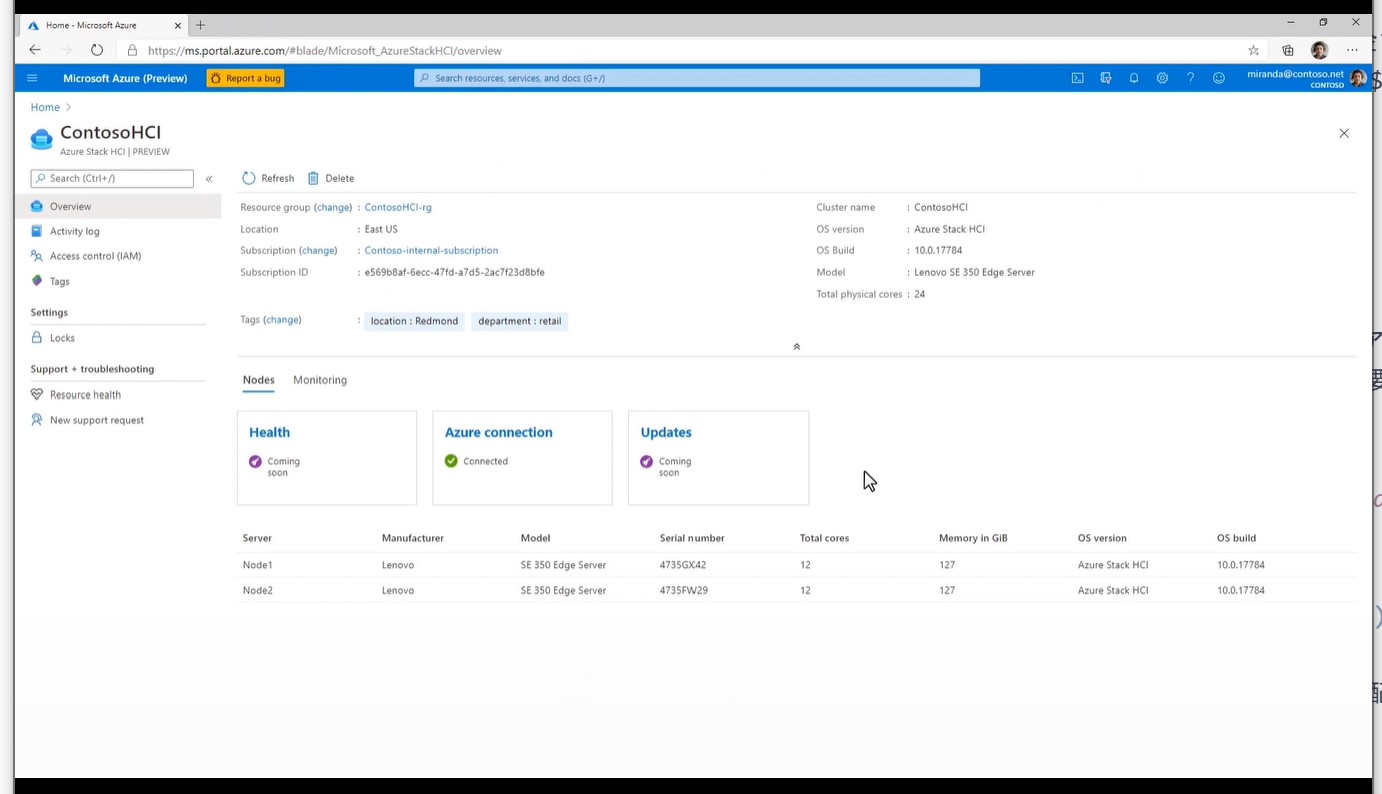 Home - Microsoft Azure
https://ms.portal.azure.com/#blade/Microsoft_AzureStackHCI/overview
Microsoft Azure (Preview)
Report a bug
Search resources, services, and docs (G+/)
miranda@contoso.net
CONTOSO
Home
ContosoHCI
Azure Stack HCI | PREVIEW
Search (Ctrl+/)
Refresh
Delete
Overview
Activity log
Access control (IAM)
Tags
Settings
Locks
Support + troubleshooting
Resource health
New support request
Resource group (change) : ContosoHCI-rg
Location : East US
Subscription (change) : Contoso-internal-subscription
Subscription ID : e569b8af-6ecc-47fd-a7d5-2ac7f23d8bfe
Tags (change) : location : Redmond department : retail
Cluster name : ContosoHCI
OS version : Azure Stack HCI
OS Build : 10.0.17784
Model : Lenovo SE 350 Edge Server
Total physical cores : 24
Nodes Monitoring
Health
Coming
soon
Azure connection
Connected
Updates
Coming
soon
Server Manufacturer Model Serial number Total cores Memory in GiB OS version OS build
Node1 Lenovo SE 350 Edge Server 4735GX42 12 127 Azure Stack HCI 10.0.17784
Node2 Lenovo SE 350 Edge Server 4735FW29 12 127 Azure Stack HCI 10.0.17784